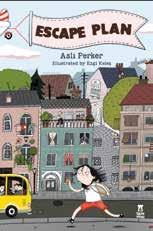 ESCAPE PLAN
Aslı Perker
Illustrated by Ezgi Keleş